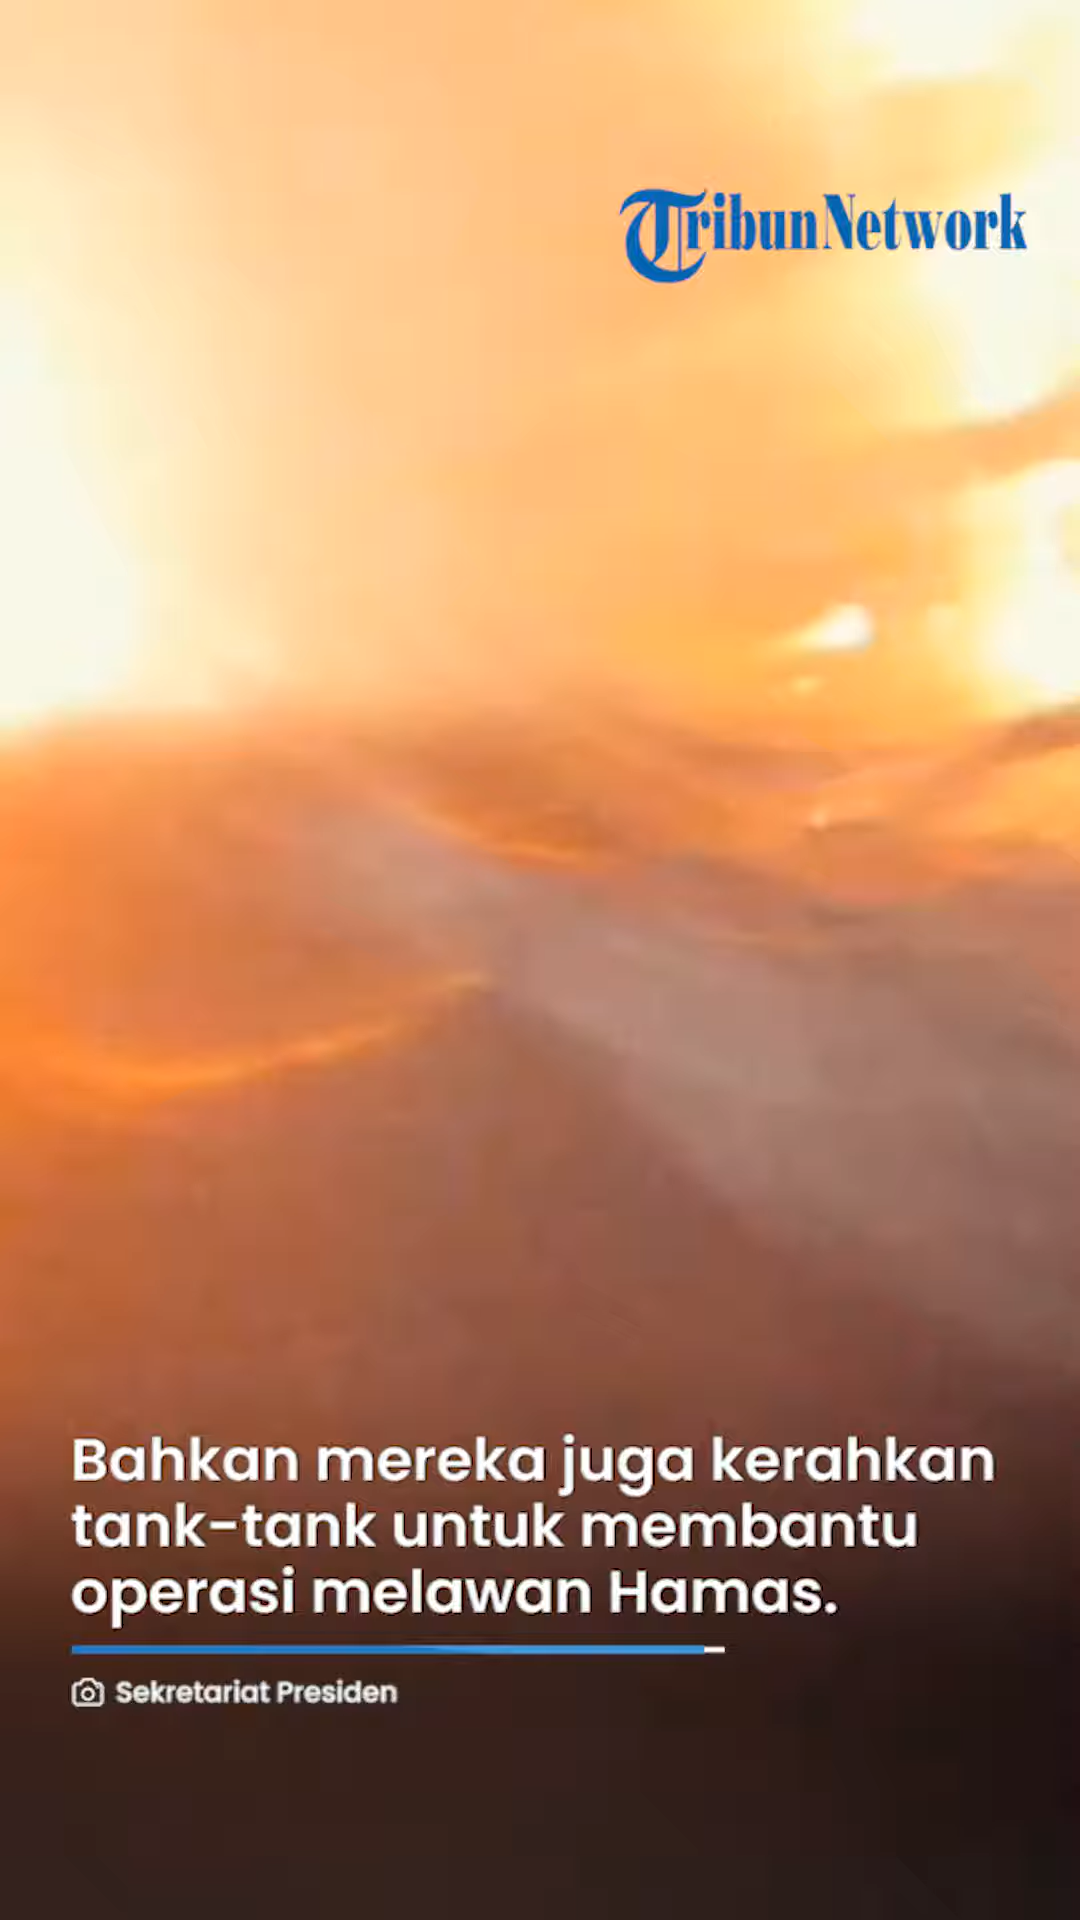 TribunNetwork
Bahkan mereka juga kerahkan
tank-tank untuk membantu
operasi melawan Hamas.
Sekretariat Presiden